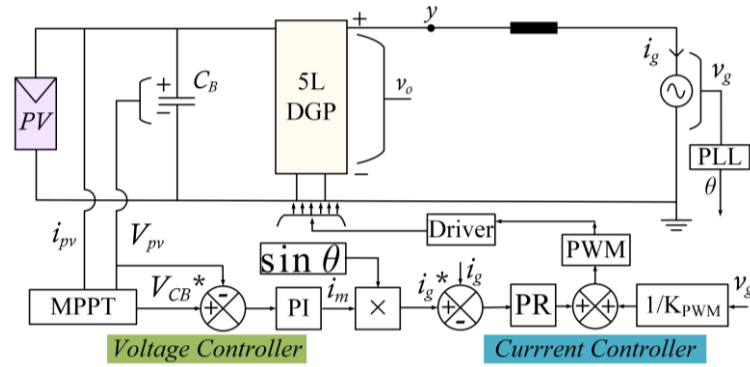 y
+
i_g
v_g
PV
+
−
C_B
5L
DGP
v_o
−
PLL
θ
i_pv
V_pv
Driver
PWM
sin θ
MPPT
V_CB*
-
+
PI
i_m
×
i_g*
i_g
+
-
PR
+
+
1/K_PWM
v_g
Voltage Controller
Currrent Controller